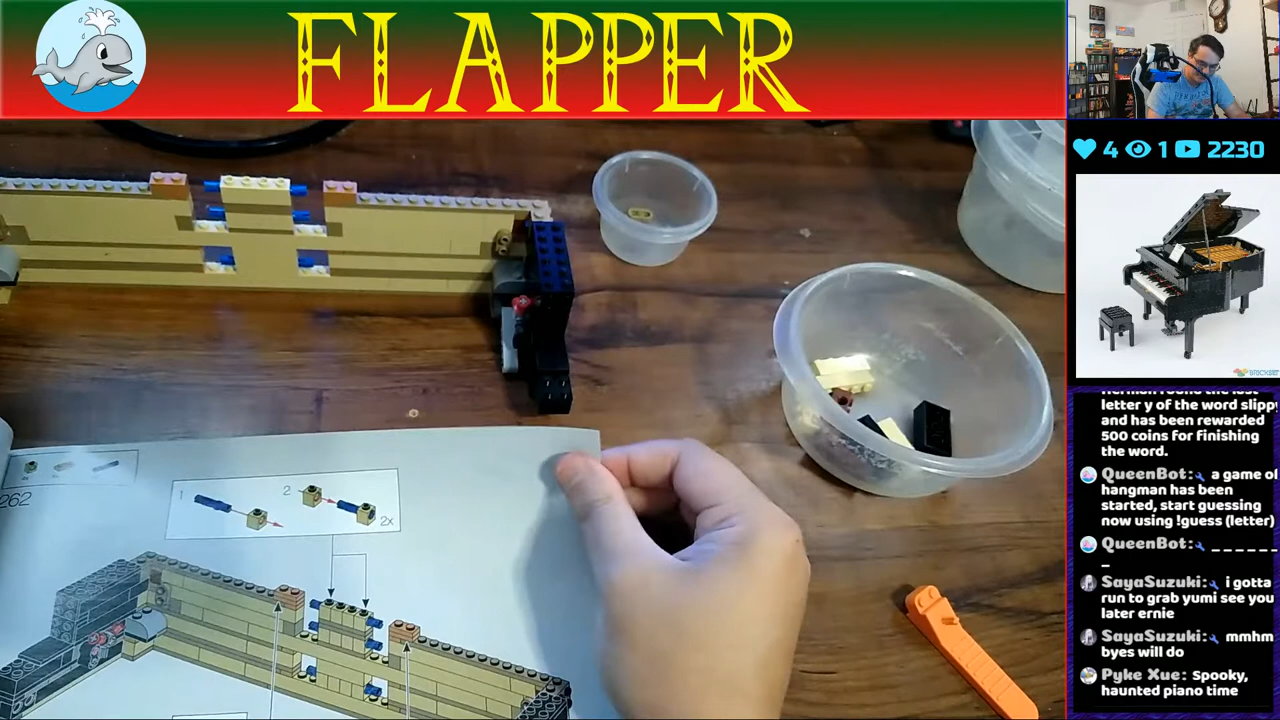 FLAPPER
4 1 2230
letter y of the word slippy
and has been rewarded
500 coins for finishing
the word.
QueenBot: a game of
hangman has been
started, start guessing
now using !guess (letter)
QueenBot: _ _ _ _ _ _
_
SayaSuzuki: i gotta
run to grab yumi see you
later ernie
SayaSuzuki: mmhm
byes will do
Pyke Xue: Spooky,
haunted piano time
262
1
2
2x